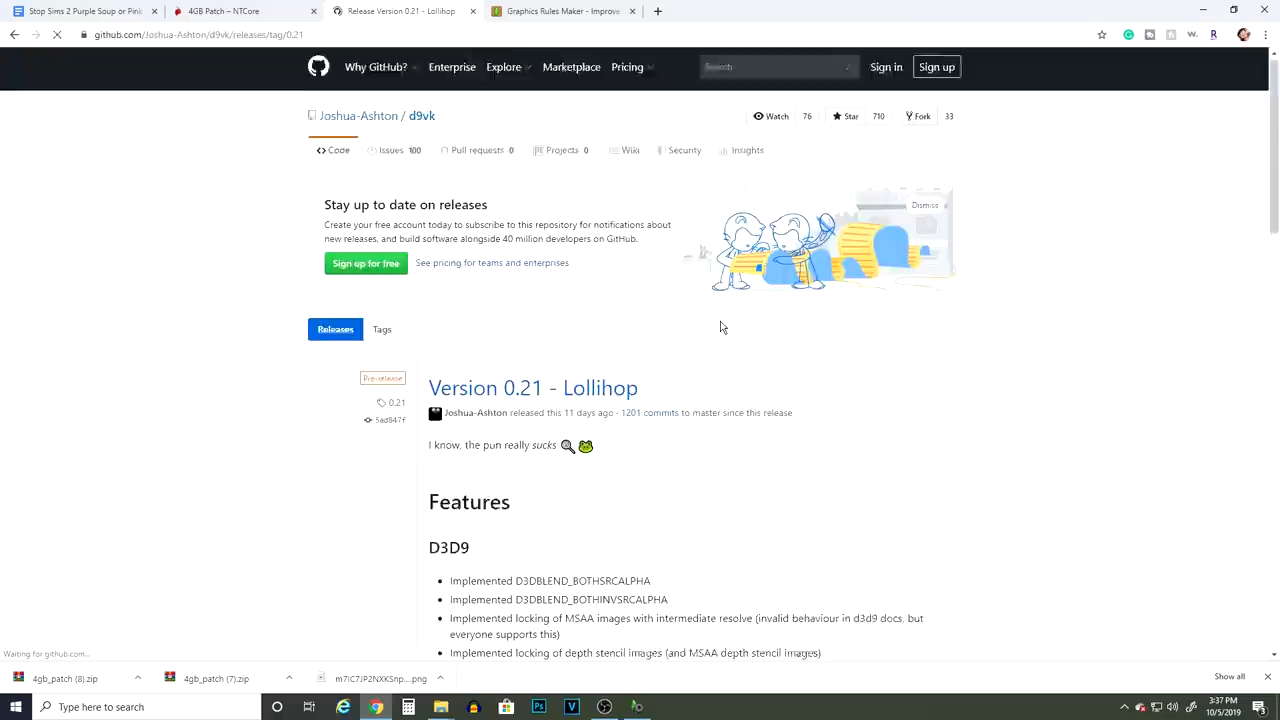 Stop Sims 2 Purple Soup or Pink
4GB Patch – NTCore
Release Version 0.21 - Lollihop
Graphics Rules Maker - Improve
github.com/Joshua-Ashton/d9vk/releases/tag/0.21
Why GitHub? Enterprise Explore Marketplace Pricing Search Sign in Sign up
Joshua-Ashton / d9vk
Watch 76 Star 710 Fork 33
Code Issues 100 Pull requests 0 Projects 0 Wiki Security Insights
Stay up to date on releases
Dismiss
Create your free account today to subscribe to this repository for notifications about
new releases, and build software alongside 40 million developers on GitHub.
Sign up for free See pricing for teams and enterprises
Releases Tags
Pre-release
Version 0.21 - Lollihop
0.21
Joshua-Ashton released this 11 days ago · 1201 commits to master since this release
5ad847f
I know, the pun really sucks
Features
D3D9
Implemented D3DBLEND_BOTHSRCALPHA
Implemented D3DBLEND_BOTHINVSRCALPHA
Implemented locking of MSAA images with intermediate resolve (invalid behaviour in d3d9 docs, but
everyone supports this)
Implemented locking of depth stencil images (and MSAA depth stencil images)
Waiting for github.com...
4gb_patch (8).zip 4gb_patch (7).zip m7IC7JP2NXKSnp....png Show all
Type here to search
3:37 PM
10/5/2019